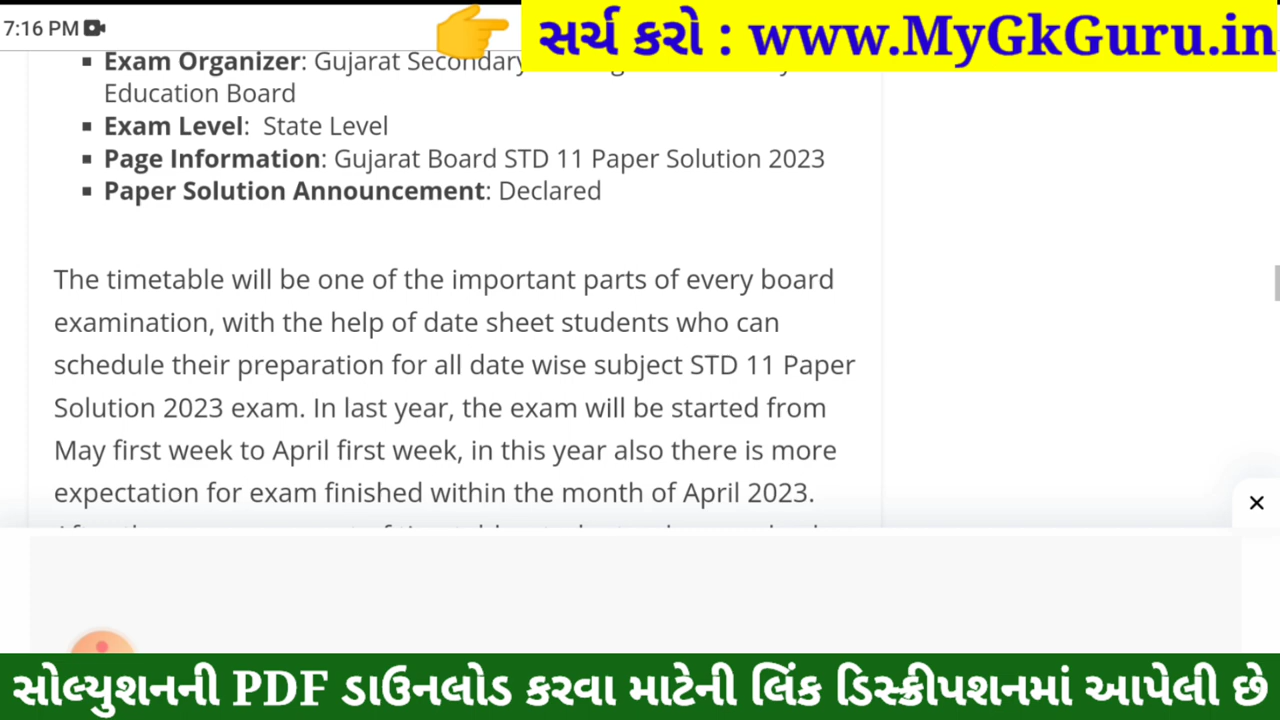 7:16 PM
👉 સર્ચ કરો : www.MyGkGuru.in
▪ Exam Organizer: Gujarat Secondary
Education Board
▪ Exam Level: State Level
▪ Page Information: Gujarat Board STD 11 Paper Solution 2023
▪ Paper Solution Announcement: Declared
The timetable will be one of the important parts of every board
examination, with the help of date sheet students who can
schedule their preparation for all date wise subject STD 11 Paper
Solution 2023 exam. In last year, the exam will be started from
May first week to April first week, in this year also there is more
expectation for exam finished within the month of April 2023.
સોલ્યુશનની PDF ડાઉનલોડ કરવા માટેની લિંક ડિસ્ક્રીપશનમાં આપેલી છે